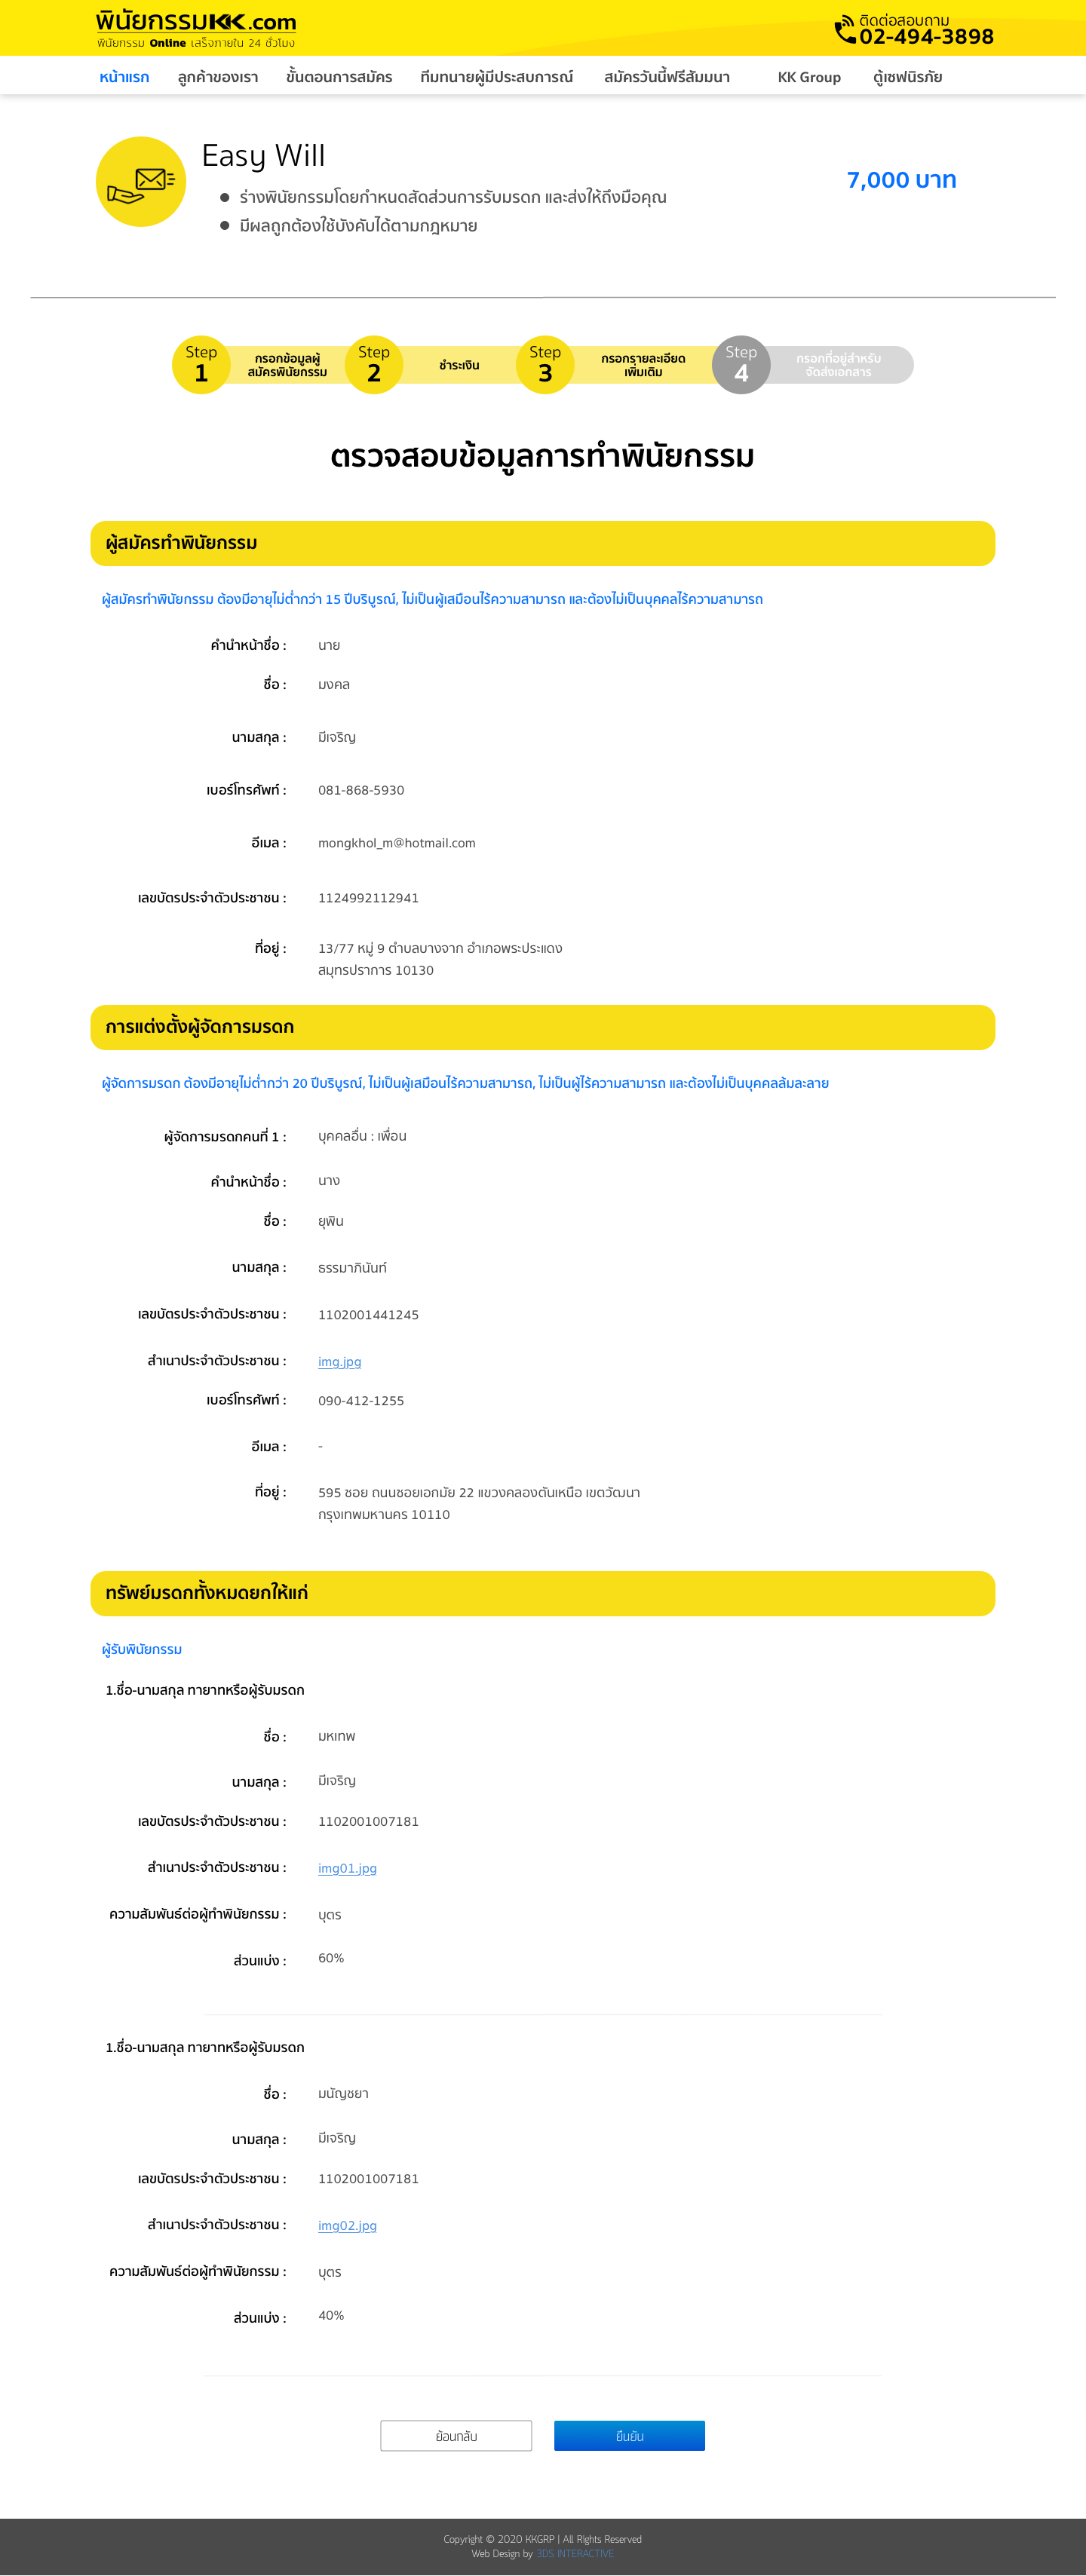 พินัยกรรมKK.com
พินัยกรรม Online เสร็จภายใน 24 ชั่วโมง
ติดต่อสอบถาม
02-494-3898
หน้าแรก ลูกค้าของเรา ขั้นตอนการสมัคร ทีมทนายผู้มีประสบการณ์ สมัครวันนี้ฟรีสัมมนา KK Group ตู้เซฟนิรภัย
Easy Will
ร่างพินัยกรรมโดยกำหนดสัดส่วนการรับมรดก และส่งให้ถึงมือคุณ
มีผลถูกต้องใช้บังคับได้ตามกฎหมาย
7,000 บาท
Step 1
กรอกข้อมูลผู้
สมัครพินัยกรรม
Step 2
ชำระเงิน
Step 3
กรอกรายละเอียด
เพิ่มเติม
Step 4
กรอกที่อยู่สำหรับ
จัดส่งเอกสาร
ตรวจสอบข้อมูลการทำพินัยกรรม
ผู้สมัครทำพินัยกรรม
ผู้สมัครทำพินัยกรรม ต้องมีอายุไม่ต่ำกว่า 15 ปีบริบูรณ์, ไม่เป็นผู้เสมือนไร้ความสามารถ และต้องไม่เป็นบุคคลไร้ความสามารถ
คำนำหน้าชื่อ : นาย
ชื่อ : มงคล
นามสกุล : มีเจริญ
เบอร์โทรศัพท์ : 081-868-5930
อีเมล : mongkhol_m@hotmail.com
เลขบัตรประจำตัวประชาชน : 1124992112941
ที่อยู่ : 13/77 หมู่ 9 ตำบลบางจาก อำเภอพระประแดง
สมุทรปราการ 10130
การแต่งตั้งผู้จัดการมรดก
ผู้จัดการมรดก ต้องมีอายุไม่ต่ำกว่า 20 ปีบริบูรณ์, ไม่เป็นผู้เสมือนไร้ความสามารถ, ไม่เป็นผู้ไร้ความสามารถ และต้องไม่เป็นบุคคลล้มละลาย
ผู้จัดการมรดกคนที่ 1 : บุคคลอื่น : เพื่อน
คำนำหน้าชื่อ : นาง
ชื่อ : ยุพิน
นามสกุล : ธรรมาภินันท์
เลขบัตรประจำตัวประชาชน : 1102001441245
สำเนาประจำตัวประชาชน : img.jpg
เบอร์โทรศัพท์ : 090-412-1255
อีเมล : -
ที่อยู่ : 595 ซอย ถนนซอยเอกมัย 22 แขวงคลองตันเหนือ เขตวัฒนา
กรุงเทพมหานคร 10110
ทรัพย์มรดกทั้งหมดยกให้แก่
ผู้รับพินัยกรรม
1.ชื่อ-นามสกุล ทายาทหรือผู้รับมรดก
ชื่อ : มหเทพ
นามสกุล : มีเจริญ
เลขบัตรประจำตัวประชาชน : 1102001007181
สำเนาประจำตัวประชาชน : img01.jpg
ความสัมพันธ์ต่อผู้ทำพินัยกรรม : บุตร
ส่วนแบ่ง : 60%
1.ชื่อ-นามสกุล ทายาทหรือผู้รับมรดก
ชื่อ : มนัญชยา
นามสกุล : มีเจริญ
เลขบัตรประจำตัวประชาชน : 1102001007181
สำเนาประจำตัวประชาชน : img02.jpg
ความสัมพันธ์ต่อผู้ทำพินัยกรรม : บุตร
ส่วนแบ่ง : 40%
ย้อนกลับ ยืนยัน
Copyright © 2020 KKGRP | All Rights Reserved
Web Design by 3DS INTERACTIVE